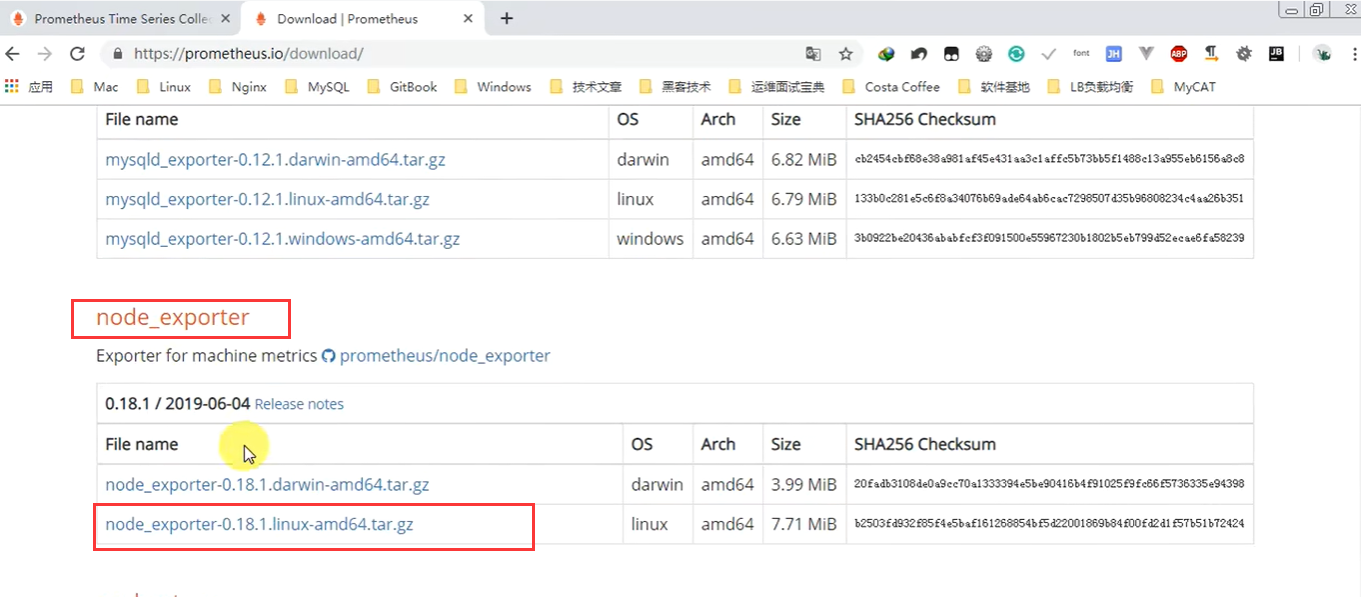 Prometheus Time Series Colle
Download | Prometheus
https://prometheus.io/download/
font JH ABP JB
应用 Mac Linux Nginx MySQL GitBook Windows 技术文章 黑客技术 运维面试宝典 Costa Coffee 软件基地 LB负载均衡 MyCAT
File name OS Arch Size SHA256 Checksum
mysqld_exporter-0.12.1.darwin-amd64.tar.gz darwin amd64 6.82 MiB cb2454cbf68e38a981af45e431aa3c1affc5b73bb5f1488c13a955eb6156a8c8
mysqld_exporter-0.12.1.linux-amd64.tar.gz linux amd64 6.79 MiB 133b0c281e5c6f8a34076b69ade64ab6cac7298507d35b96808234c4aa26b351
mysqld_exporter-0.12.1.windows-amd64.tar.gz windows amd64 6.63 MiB 3b0922be20436ababfcf3f091500e55967230b1802b5eb799d52ecae6fa58239
node_exporter
Exporter for machine metrics prometheus/node_exporter
0.18.1 / 2019-06-04 Release notes
File name OS Arch Size SHA256 Checksum
node_exporter-0.18.1.darwin-amd64.tar.gz darwin amd64 3.99 MiB 20fadb3108de0a9cc70a1333394e5be90416b4f91025f9fc66f5736335e94398
node_exporter-0.18.1.linux-amd64.tar.gz linux amd64 7.71 MiB b2503fd932f85f4e5baf161268854bf5d22001869b84f00fd2d1f57b51b72424